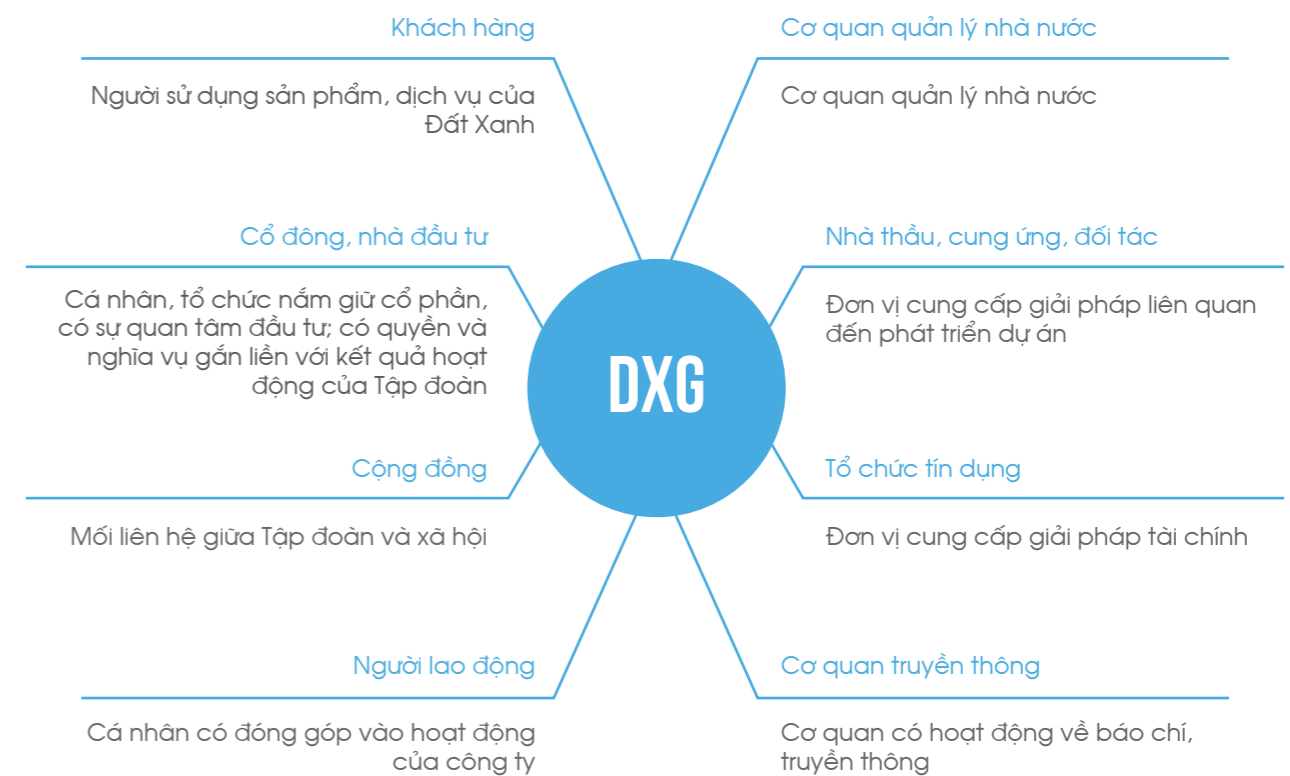 Khách hàng
Người sử dụng sản phẩm, dịch vụ của
Đất Xanh
Cổ đông, nhà đầu tư
Cá nhân, tổ chức nắm giữ cổ phần,
có sự quan tâm đầu tư; có quyền và
nghĩa vụ gắn liền với kết quả hoạt
động của Tập đoàn
Cộng đồng
Mối liên hệ giữa Tập đoàn và xã hội
Người lao động
Cá nhân có đóng góp vào hoạt động
của công ty
DXG
Cơ quan quản lý nhà nước
Cơ quan quản lý nhà nước
Nhà thầu, cung ứng, đối tác
Đơn vị cung cấp giải pháp liên quan
đến phát triển dự án
Tổ chức tín dụng
Đơn vị cung cấp giải pháp tài chính
Cơ quan truyền thông
Cơ quan có hoạt động về báo chí,
truyền thông